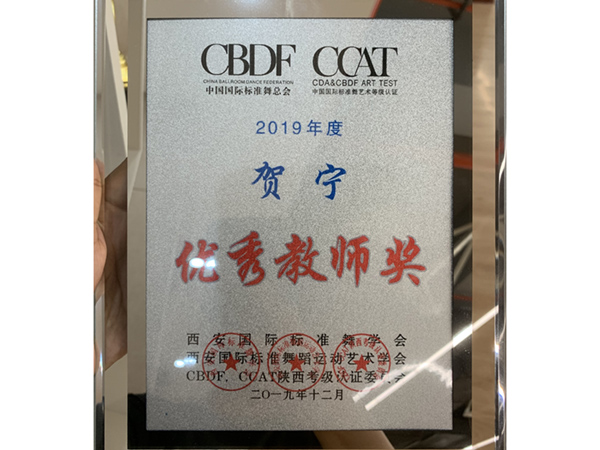 CBDF CCAT
CHINA BALLROOM DANCE FEDERATION CDA&CBDF ART TEST
中国国际标准舞总会 中国国际标准舞艺术等级认证
2019年度
贺宁
优秀教师奖
西安国际标准舞学会
西安国际标准舞蹈运动艺术学会
CBDF、CCAT陕西考级认证委员会
二〇一九年十二月